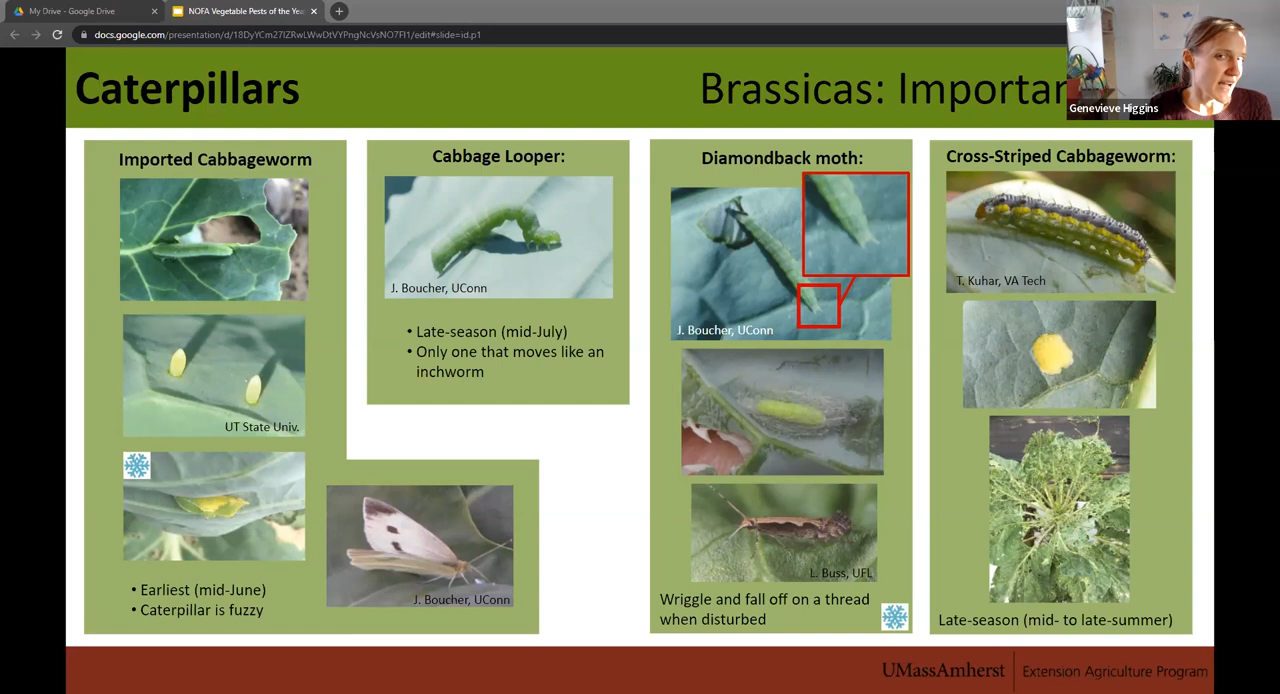 My Drive - Google Drive
NOFA Vegetable Pests of the Yea
docs.google.com/presentation/d/18DyYCm27IZRwLWwDtVYPngNcVsNO7FI1/edit#slide=id.p1
Genevieve Higgins
Caterpillars
Brassicas: Importan
Imported Cabbageworm
UT State Univ.
J. Boucher, UConn
• Earliest (mid-June)
• Caterpillar is fuzzy
Cabbage Looper:
J. Boucher, UConn
• Late-season (mid-July)
• Only one that moves like an
inchworm
Diamondback moth:
J. Boucher, UConn
L. Buss, UFL
Wriggle and fall off on a thread
when disturbed
Cross-Striped Cabbageworm:
T. Kuhar, VA Tech
Late-season (mid- to late-summer)
UMassAmherst
Extension Agriculture Program